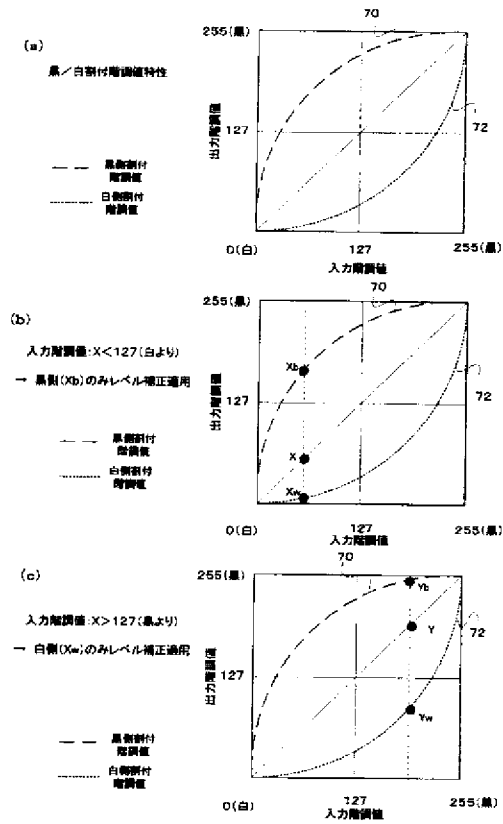 (a)
黒/白割付階調値特性
黒側割付
階調値
白側割付
階調値
70
255(黒)
出力階調値
127
72
0(白)
127
255(黒)
入力階調値
(b)
入力階調値:X<127(白より)
→ 黒側(Xb)のみレベル補正適用
黒側割付
階調値
白側割付
階調値
70
255(黒)
出力階調値
127
Xb
X
Xw
0(白)
127
255(黒)
入力階調値
(c)
入力階調値:X>127(黒より)
→ 白側(Xw)のみレベル補正適用
黒側割付
階調値
白側割付
階調値
70
255(黒)
出力階調値
127
Yb
Y
Yw
72
0(白)
127
255(黒)
入力階調値